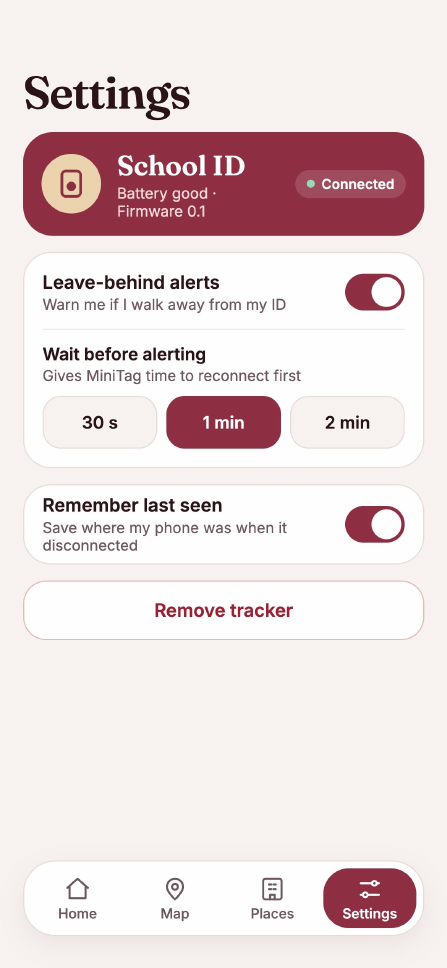 Settings
School ID
Battery good ·
Firmware 0.1
Connected
Leave-behind alerts
Warn me if I walk away from my ID
Wait before alerting
Gives MiniTag time to reconnect first
30 s
1 min
2 min
Remember last seen
Save where my phone was when it
disconnected
Remove tracker
Home
Map
Places
Settings